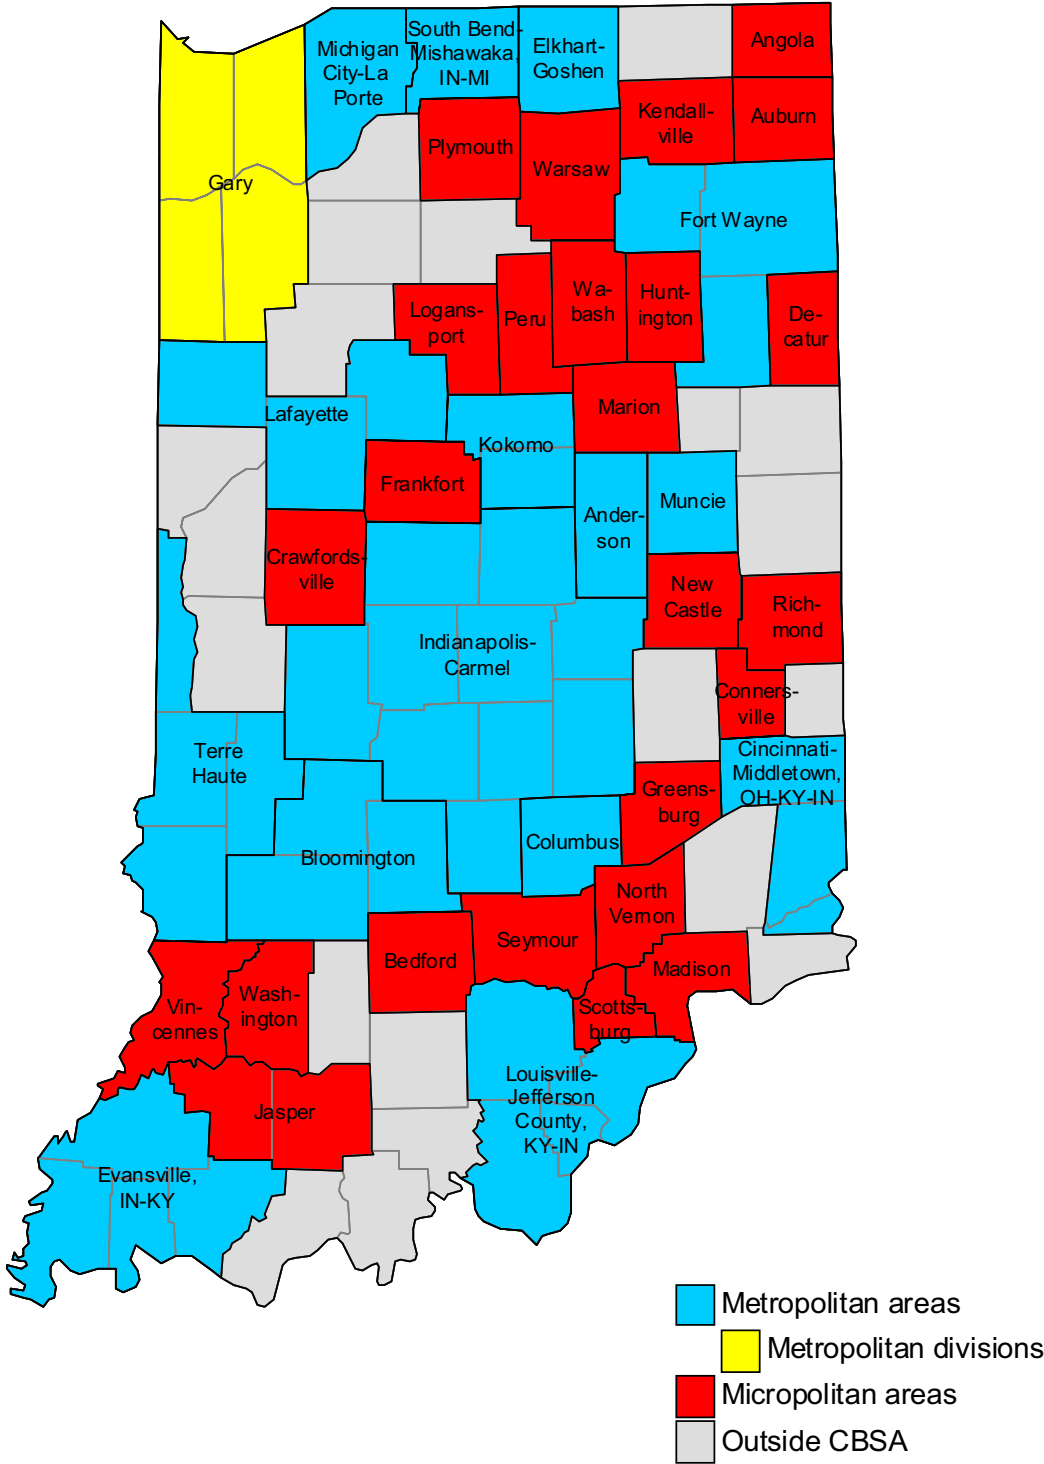 Michigan
City-La
Porte
South Bend-
Mishawaka,
IN-MI
Elkhart-
Goshen
Angola
Kendall-
ville
Auburn
Plymouth
Warsaw
Gary
Fort Wayne
Logans-
port
Peru
Wa-
bash
Hunt-
ington
De-
catur
Lafayette
Marion
Kokomo
Frankfort
Ander-
son
Muncie
Crawfords-
ville
New
Castle
Rich-
mond
Indianapolis-
Carmel
Conners-
ville
Terre
Haute
Cincinnati-
Middletown,
OH-KY-IN
Greens-
burg
Columbus
Bloomington
North
Vernon
Seymour
Bedford
Madison
Vin-
cennes
Wash-
ington
Scotts-
burg
Louisville-
Jefferson
County,
KY-IN
Jasper
Evansville,
IN-KY
Metropolitan areas
Metropolitan divisions
Micropolitan areas
Outside CBSA